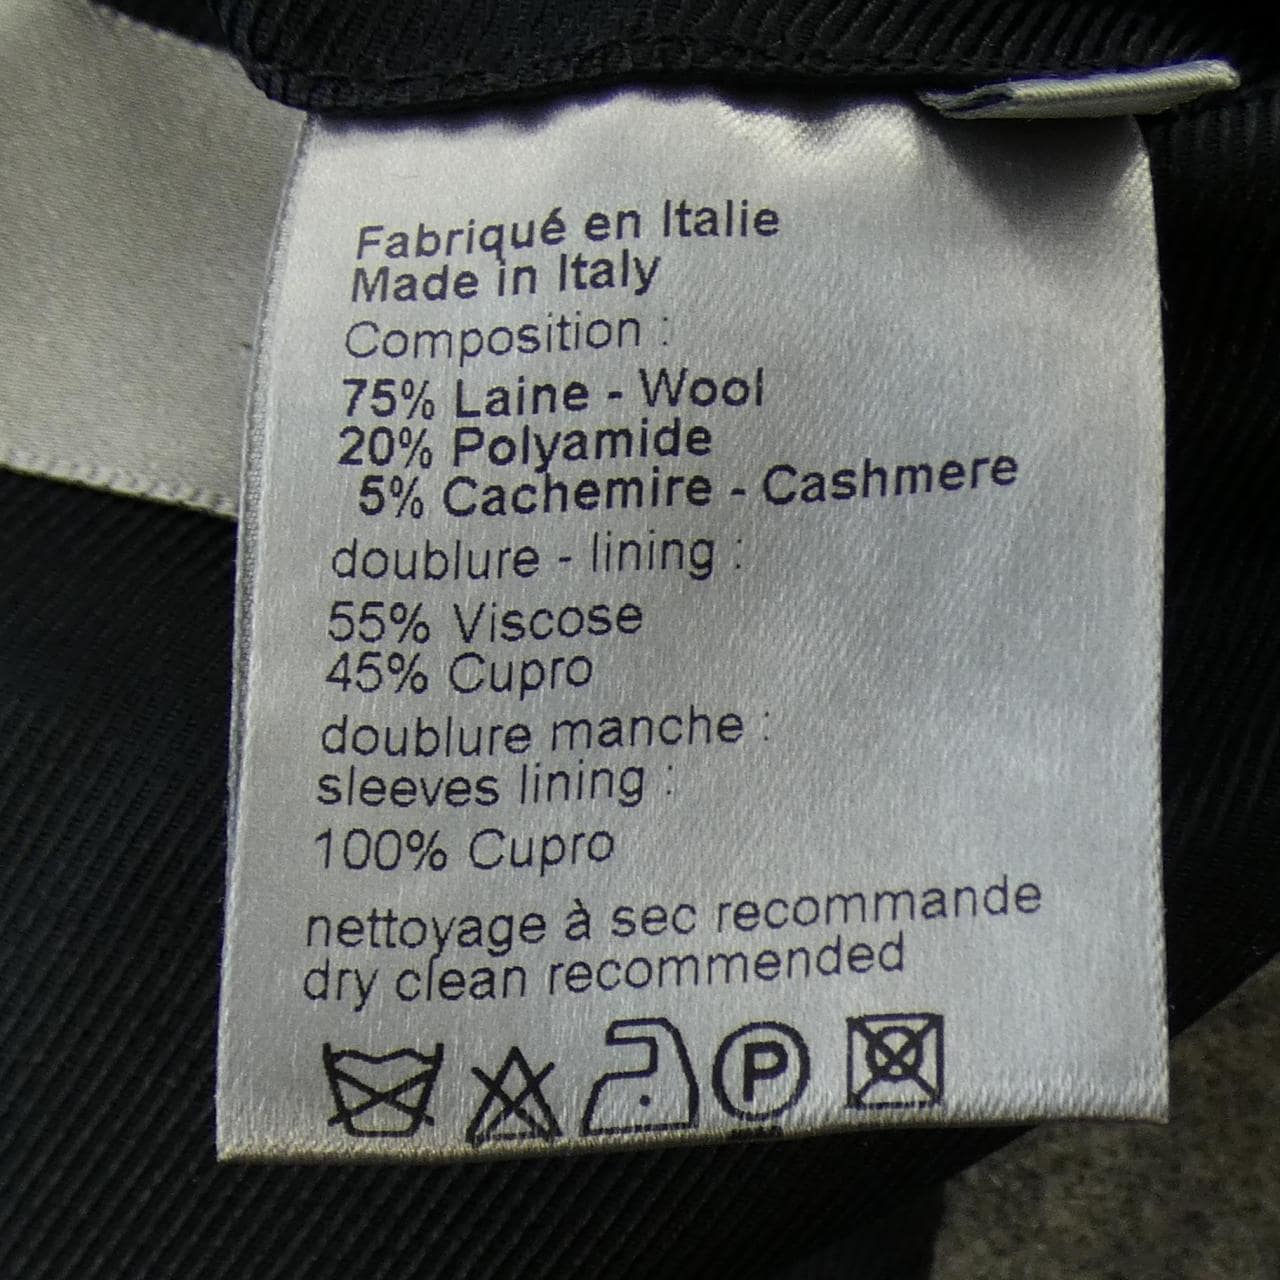 Fabriqué en Italie
Made in Italy
Composition :
75% Laine - Wool
20% Polyamide
5% Cachemire - Cashmere
doublure - lining :
55% Viscose
45% Cupro
doublure manche :
sleeves lining :
100% Cupro
nettoyage à sec recommande
dry clean recommended
P